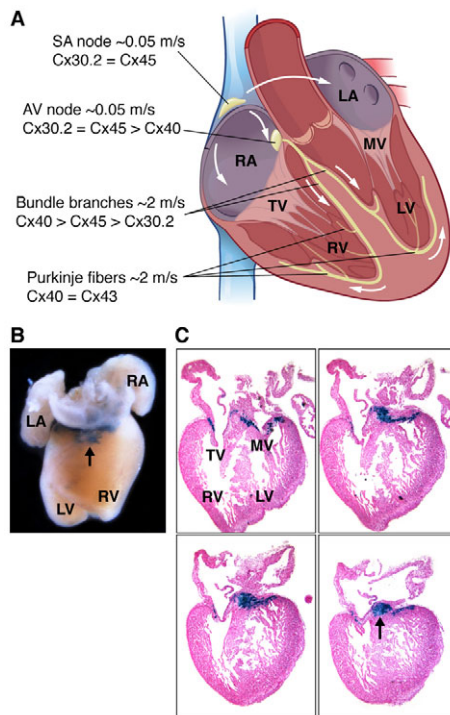 A
SA node ~0.05 m/s
Cx30.2 = Cx45
AV node ~0.05 m/s
Cx30.2 = Cx45 > Cx40
Bundle branches ~2 m/s
Cx40 > Cx45 > Cx30.2
Purkinje fibers ~2 m/s
Cx40 = Cx43
LA
RA
MV
TV
LV
RV
B
RA
LA
LV
RV
C
TV
MV
RV
LV